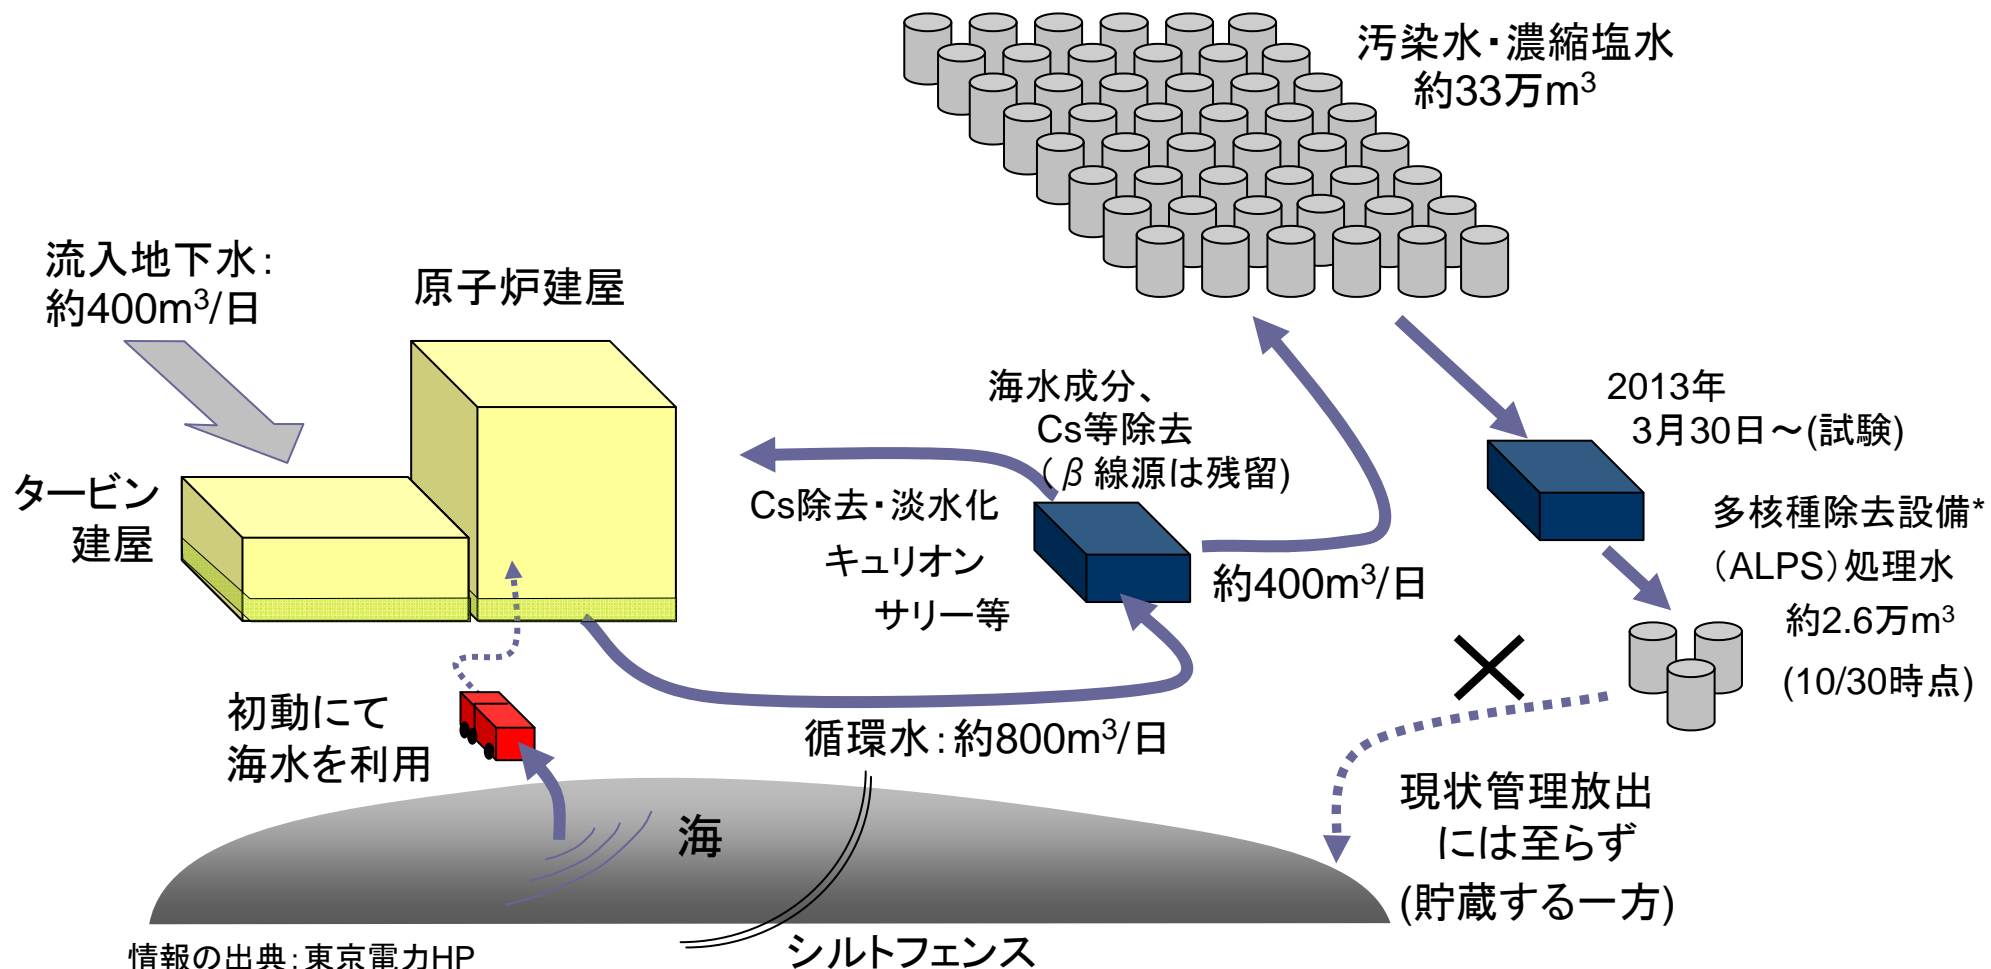 汚染水・濃縮塩水
約33万m³
流入地下水：
約400m³/日
原子炉建屋
海水成分、
Cs等除去
（β線源は残留)
2013年
3月30日～(試験)
タービン
建屋
Cs除去・淡水化
キュリオン
サリー等
約400m³/日
多核種除去設備*
（ALPS）処理水
約2.6万m³
(10/30時点)
初動にて
海水を利用
循環水：約800m³/日
海
現状管理放出
には至らず
(貯蔵する一方)
シルトフェンス
情報の出典：東京電力HP